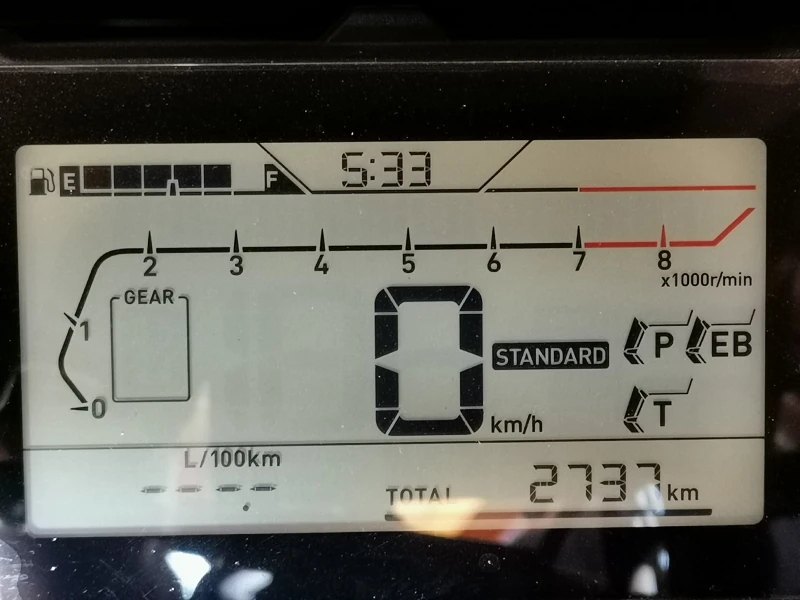 E F 5:33
2 3 4 5 6 7 8
x1000r/min
GEAR
1
STANDARD P EB
0 0 T
km/h
L/100km
---- TOTAL 2737 km